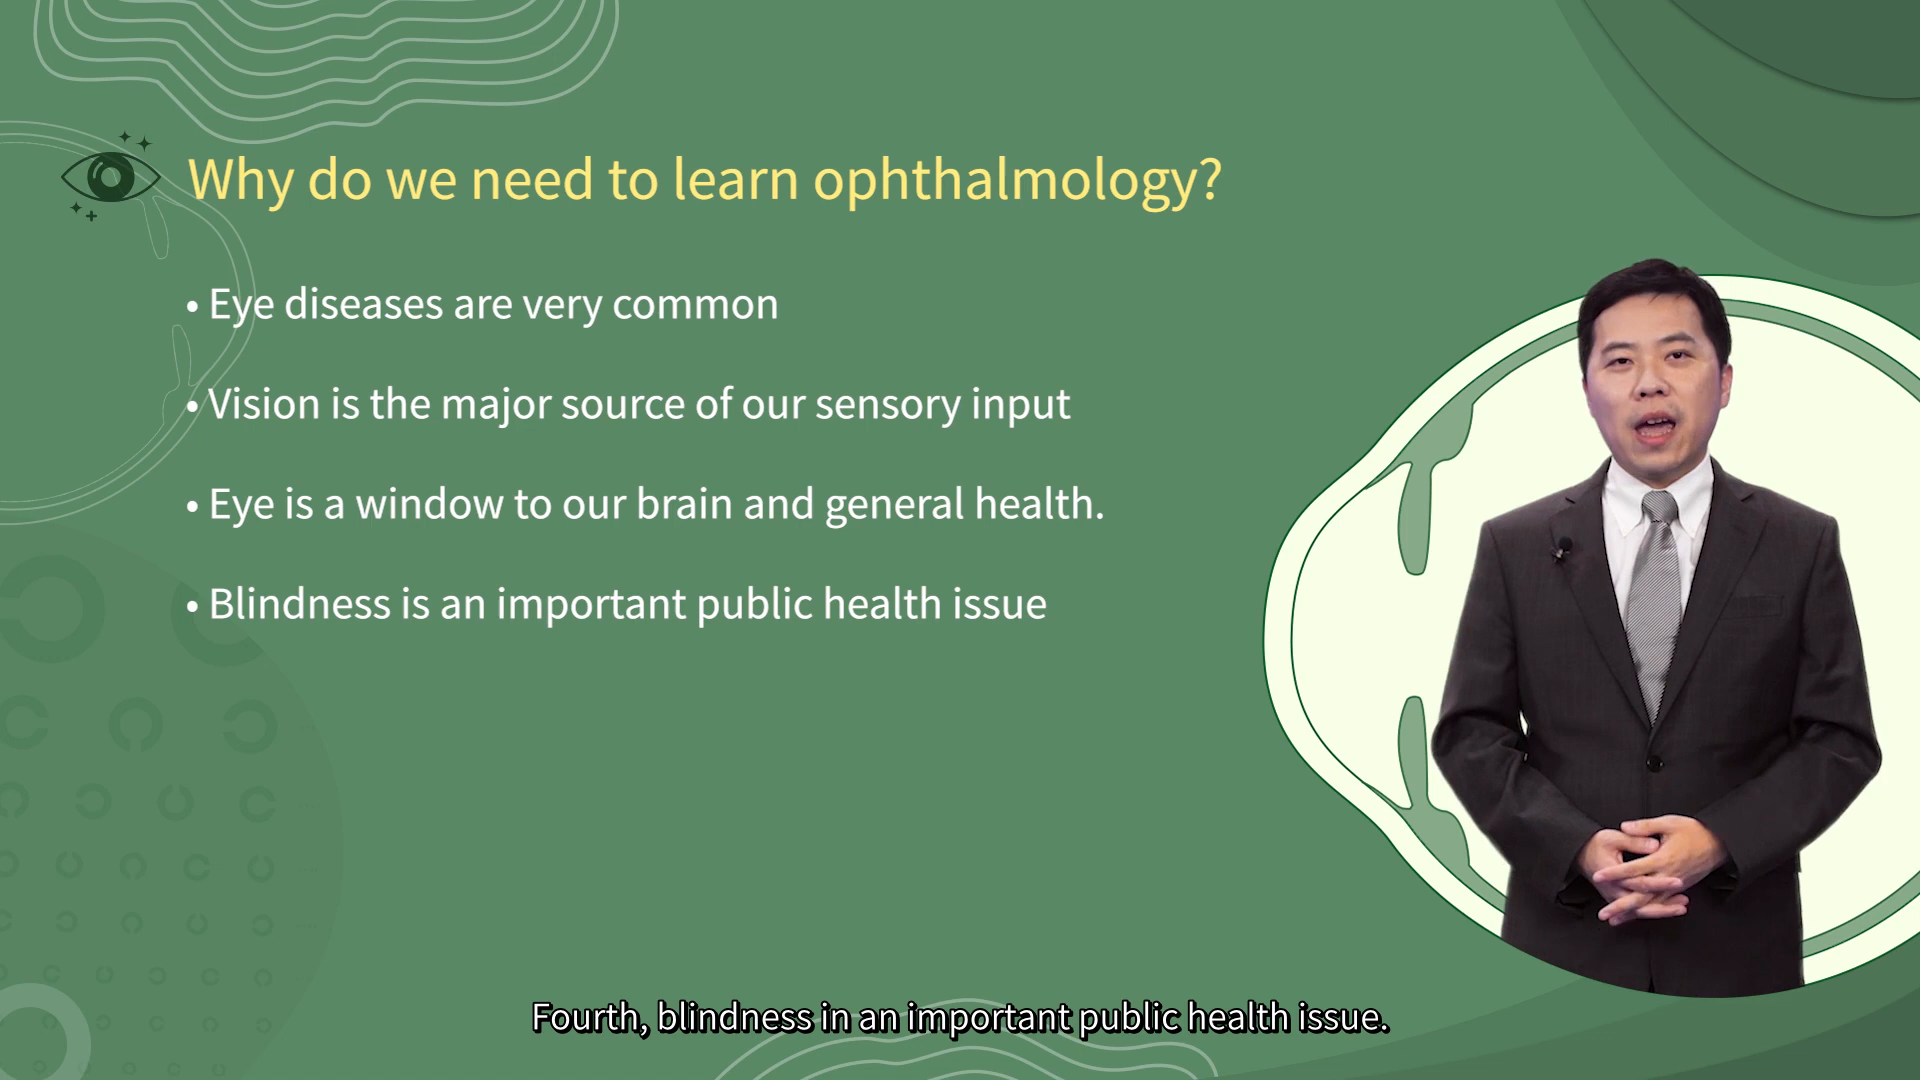 Why do we need to learn ophthalmology?
• Eye diseases are very common
• Vision is the major source of our sensory input
• Eye is a window to our brain and general health.
• Blindness is an important public health issue
Fourth, blindness in an important public health issue.